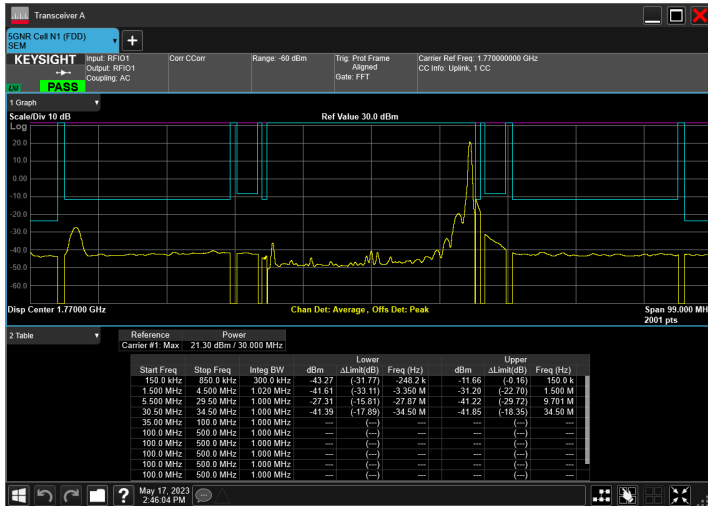 Transceiver A
5GNR Cell N1 (FDD)
SEM
KEYSIGHT
PASS
Input: RFIO1
Output: RFIO1
Coupling: AC
Corr CCorr
Range: -60 dBm
Trig: Prot Frame
Aligned
Gate: FFT
Carrier Ref Freq: 1.770000000 GHz
CC Info: Uplink, 1 CC
1 Graph
Scale/Div 10 dB
Ref Value 30.0 dBm
Log
20.0
10.0
0.00
-10.0
-20.0
-30.0
-40.0
-50.0
-60.0
Disp Center 1.77000 GHz
Chan Det: Average, Offs Det: Peak
Span 99.000 MH
2001 pts
2 Table
Reference Power
Carrier #1: Max 21.30 dBm / 30.000 MHz
Lower Upper
Start Freq Stop Freq Integ BW dBm ΔLimit(dB) Freq (Hz) dBm ΔLimit(dB) Freq (Hz)
150.0 kHz 850.0 kHz 300.0 kHz -43.27 (-31.77) -248.2 k -11.66 (-0.16) 150.0 k
1.500 MHz 4.500 MHz 1.020 MHz -41.61 (-33.11) -3.350 M -31.20 (-22.70) 1.500 M
5.500 MHz 29.50 MHz 1.000 MHz -27.31 (-15.81) -27.87 M -41.22 (-29.72) 9.701 M
30.50 MHz 34.50 MHz 1.000 MHz -41.39 (-17.89) -34.50 M -41.85 (-18.35) 34.50 M
35.00 MHz 100.0 MHz 1.000 MHz --- (---) --- --- (---) ---
100.0 MHz 500.0 MHz 1.000 MHz --- (---) --- --- (---) ---
100.0 MHz 500.0 MHz 1.000 MHz --- (---) --- --- (---) ---
100.0 MHz 500.0 MHz 1.000 MHz --- (---) --- --- (---) ---
100.0 MHz 500.0 MHz 1.000 MHz --- (---) --- --- (---) ---
100.0 MHz 500.0 MHz 1.000 MHz --- (---) --- --- (---) ---
May 17, 2023
2:46:04 PM